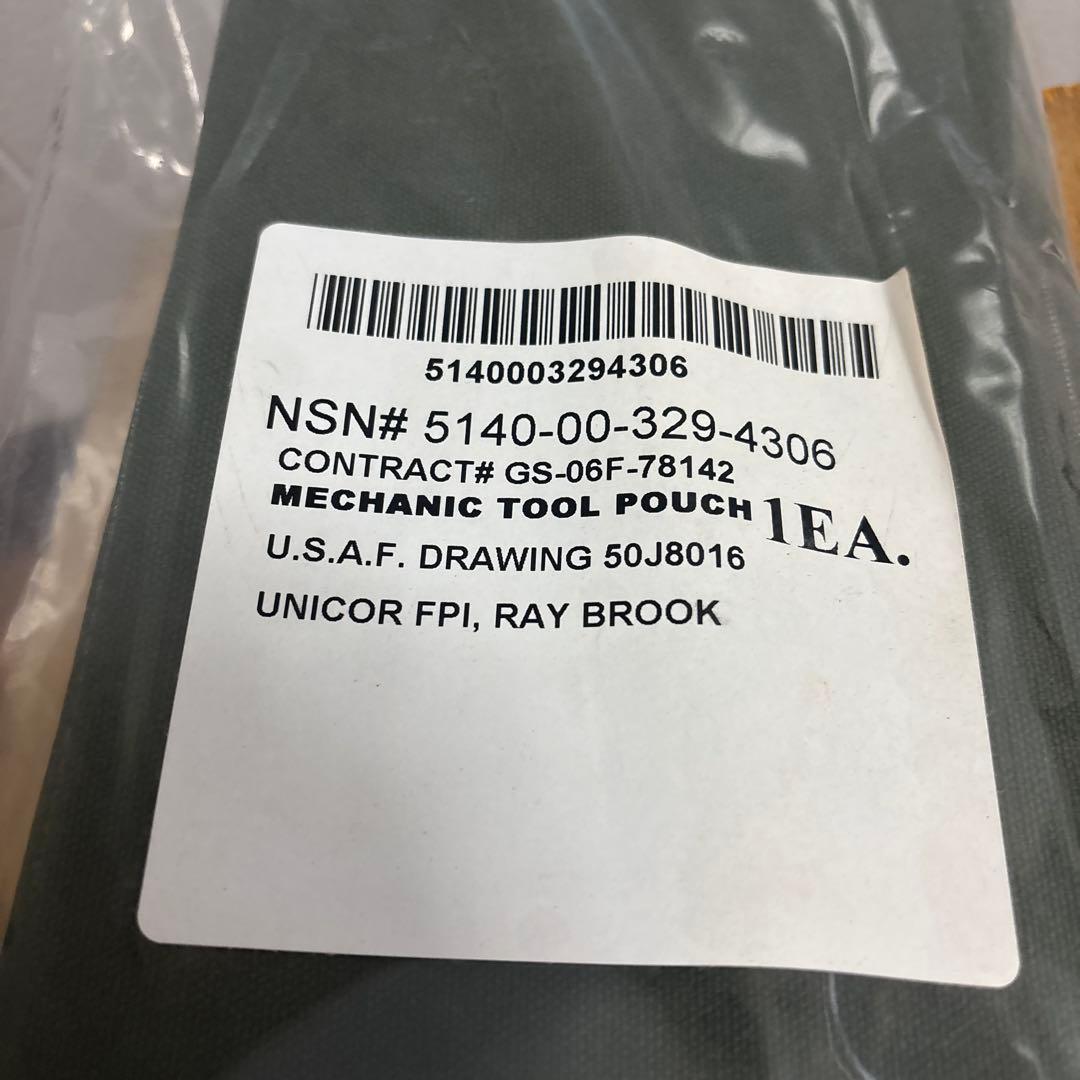 5140003294306
NSN# 5140-00-329-4306
CONTRACT# GS-06F-78142
MECHANIC TOOL POUCH 1EA.
U.S.A.F. DRAWING 50J8016
UNICOR FPI, RAY BROOK